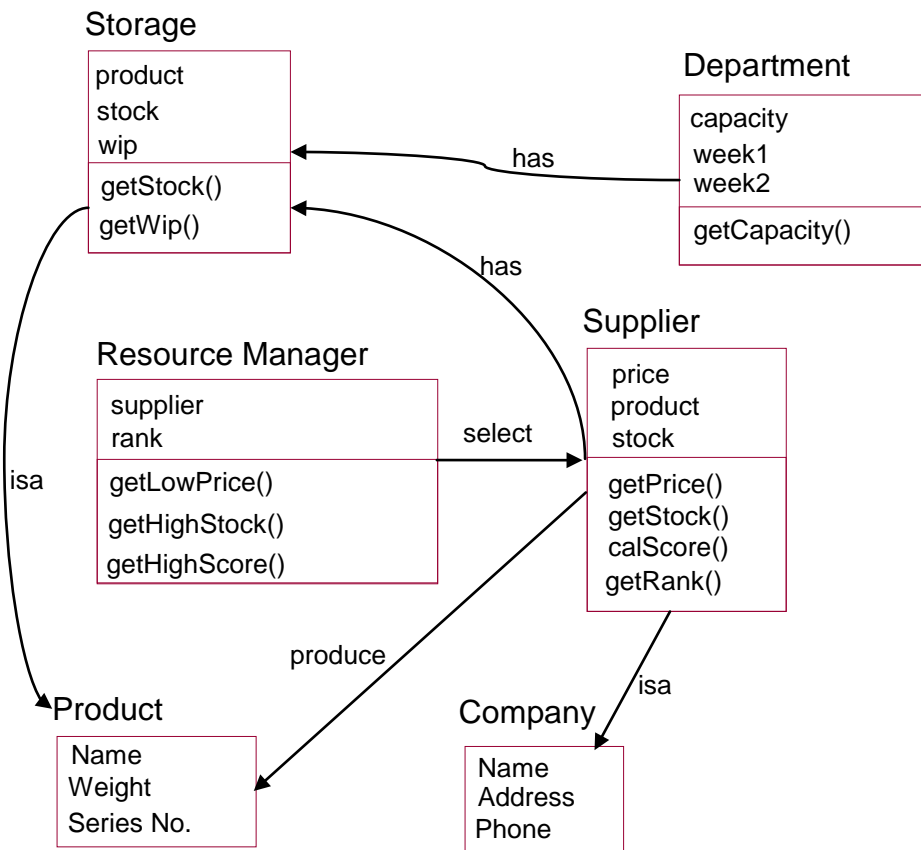 Storage
product
stock
wip
getStock()
getWip()
Department
capacity
week1
week2
getCapacity()
has
has
Supplier
price
product
stock
getPrice()
getStock()
calScore()
getRank()
Resource Manager
supplier
rank
getLowPrice()
getHighStock()
getHighScore()
select
isa
produce
isa
Product
Name
Weight
Series No.
Company
Name
Address
Phone